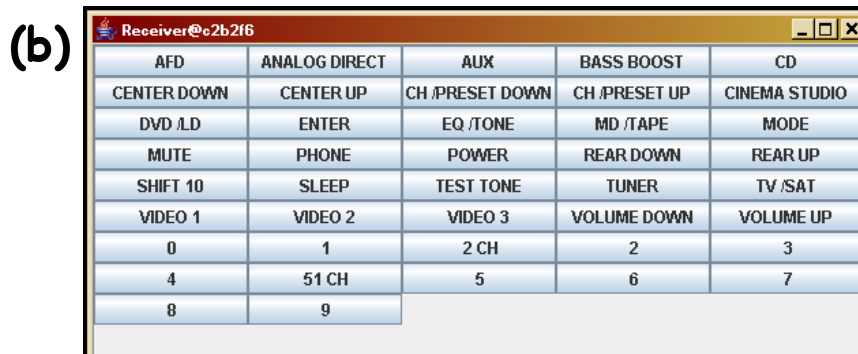 (b)
Receiver@c2b2f6
AFD ANALOG DIRECT AUX BASS BOOST CD
CENTER DOWN CENTER UP CH /PRESET DOWN CH /PRESET UP CINEMA STUDIO
DVD /LD ENTER EQ /TONE MD /TAPE MODE
MUTE PHONE POWER REAR DOWN REAR UP
SHIFT 10 SLEEP TEST TONE TUNER TV /SAT
VIDEO 1 VIDEO 2 VIDEO 3 VOLUME DOWN VOLUME UP
0 1 2 CH 2 3
4 51 CH 5 6 7
8 9